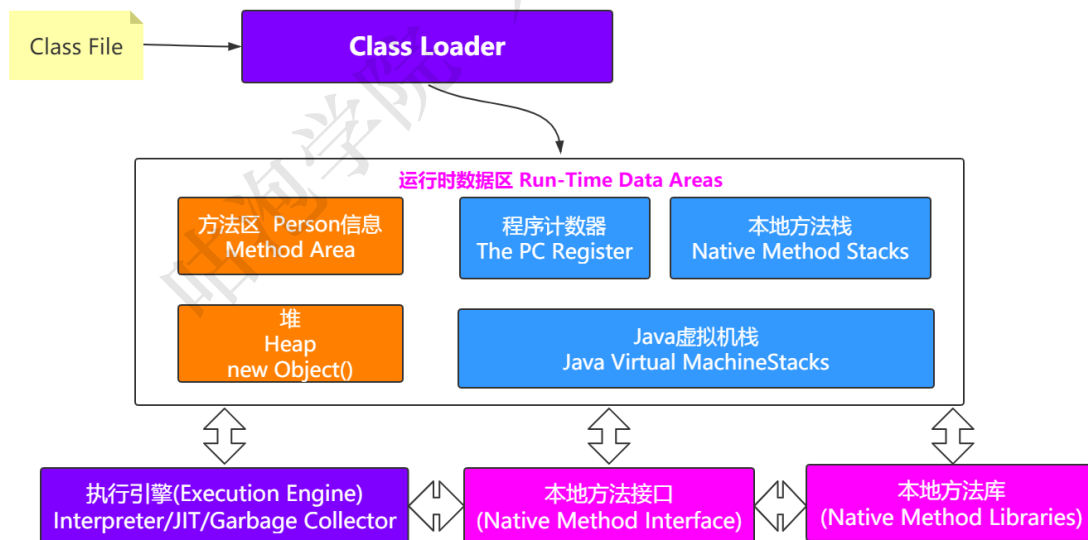 Class File
Class Loader
运行时数据区 Run-Time Data Areas
方法区 Person信息
Method Area
程序计数器
The PC Register
本地方法栈
Native Method Stacks
堆
Heap
new Object()
Java虚拟机栈
Java Virtual MachineStacks
执行引擎(Execution Engine)
Interpreter/JIT/Garbage Collector
本地方法接口
(Native Method Interface)
本地方法库
(Native Method Libraries)
咕泡学院